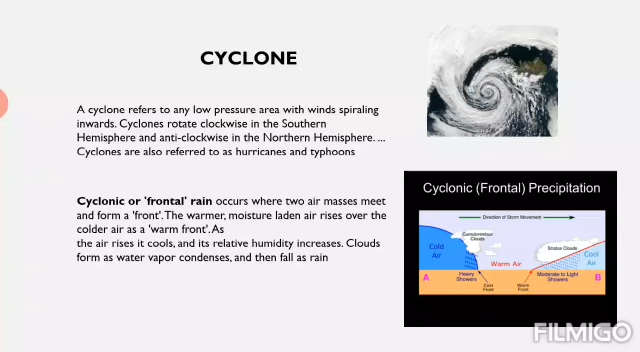 CYCLONE
A cyclone refers to any low pressure area with winds spiraling
inwards. Cyclones rotate clockwise in the Southern
Hemisphere and anti-clockwise in the Northern Hemisphere. ...
Cyclones are also referred to as hurricanes and typhoons
Cyclonic or 'frontal' rain occurs where two air masses meet
and form a 'front'. The warmer, moisture laden air rises over the
colder air as a 'warm front'. As
the air rises it cools, and its relative humidity increases. Clouds
form as water vapor condenses, and then fall as rain
Cyclonic (Frontal) Precipitation
Direction of Storm Movement
Cumulonimbus
Clouds
Stratus Clouds
Cold
Air
Warm Air
Cool
Air
A
Heavy
Showers
Cold
Front
Warm
Front
Moderate to Light
Showers
B
FILMIGO